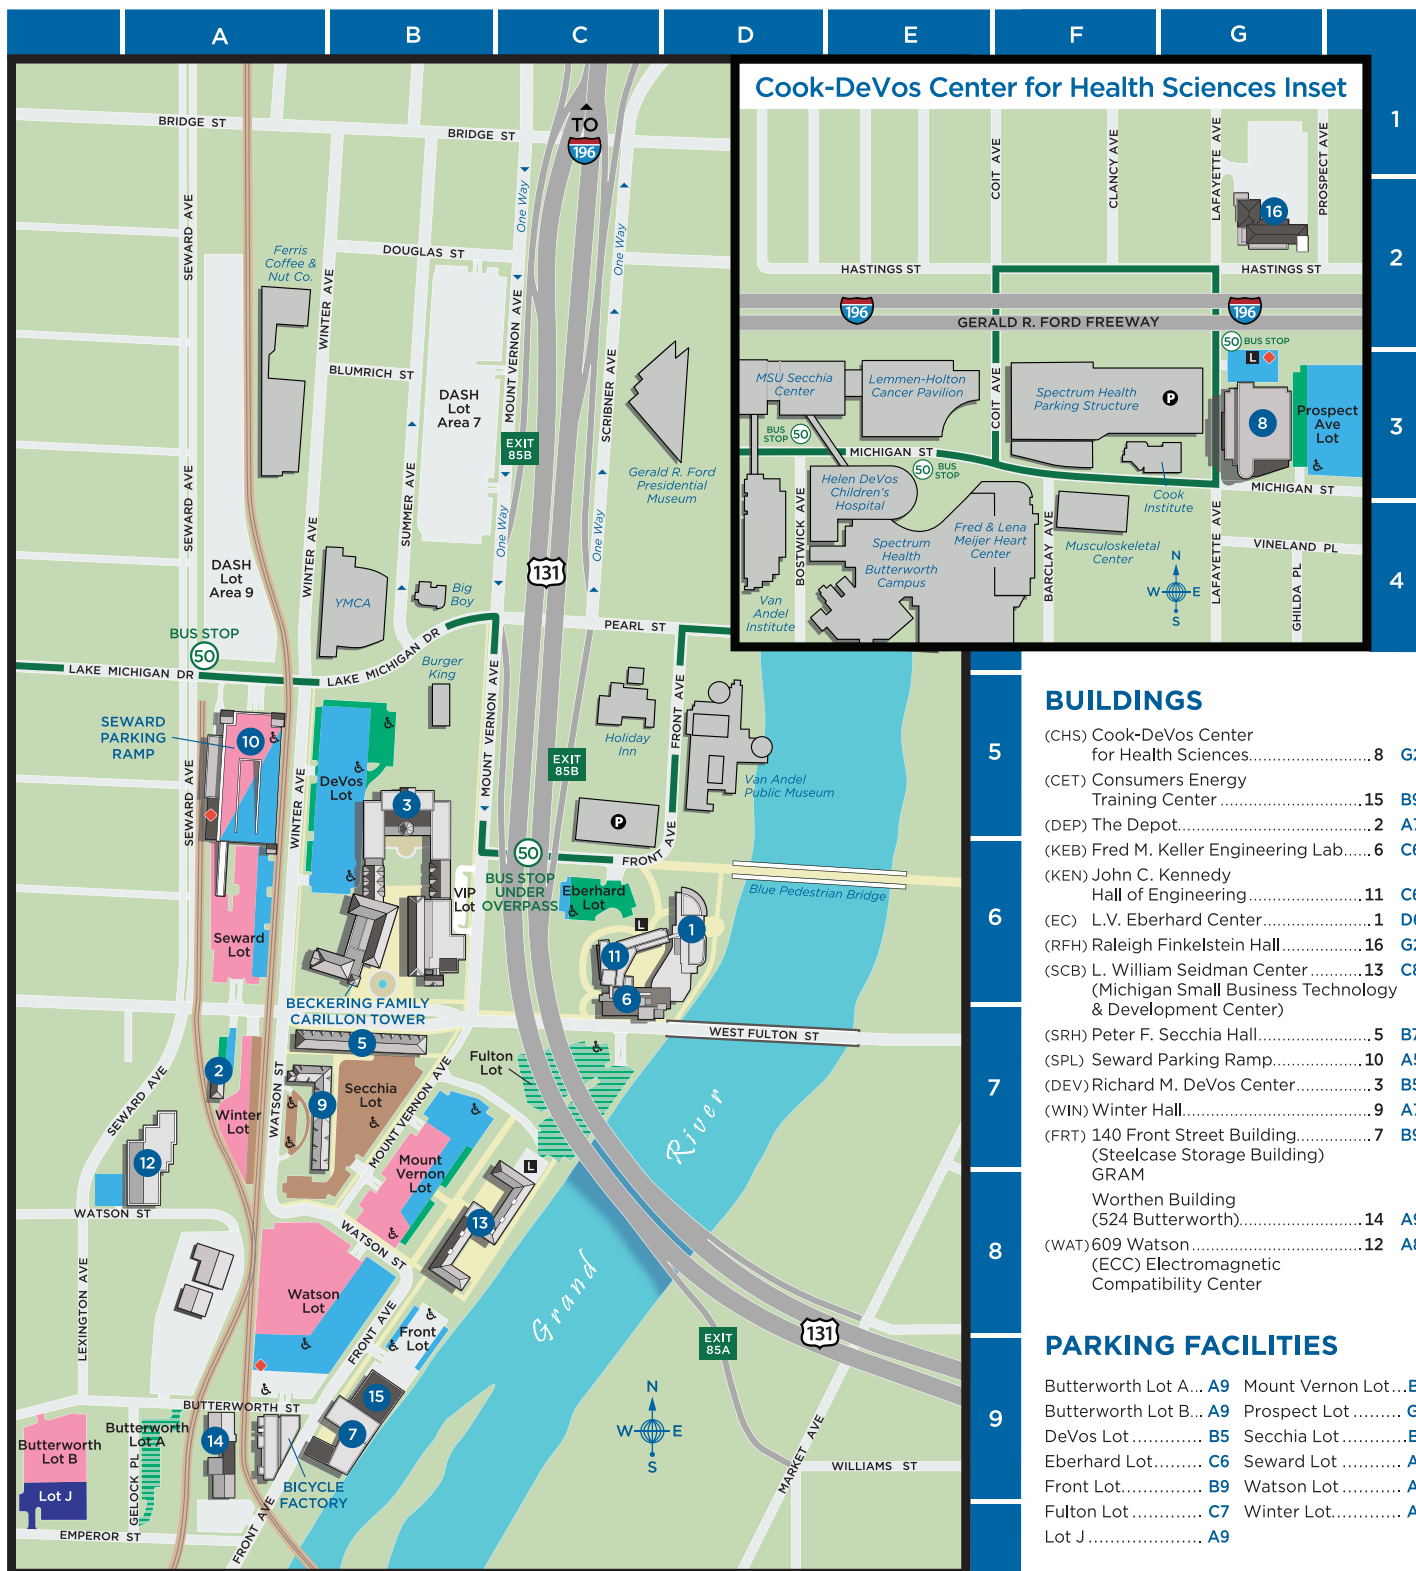 A B C D E F G
Cook-DeVos Center for Health Sciences Inset
1
2
3
4
5
6
7
8
9
COIT AVE
CLANCY AVE
LAFAYETTE AVE
PROSPECT AVE
16
HASTINGS ST
HASTINGS ST
196
196
GERALD R. FORD FREEWAY
50 BUS STOP
L
MSU Secchia
Center
Lemmen-Holton
Cancer Pavilion
COIT AVE
Spectrum Health
Parking Structure
P
8
Prospect
Ave
Lot
BUS
STOP 50
MICHIGAN ST
50 BUS
STOP
MICHIGAN ST
Helen DeVos
Children's
Hospital
Cook
Institute
BOSTWICK AVE
Fred & Lena
Meijer Heart
Center
Spectrum
Health
Butterworth
Campus
BARCLAY AVE
Musculoskeletal
Center
LAFAYETTE AVE
VINELAND PL
GHILDA PL
N
W E
S
Van
Andel
Institute
BRIDGE ST
BRIDGE ST
TO
196
SEWARD AVE
One Way
One Way
Ferris
Coffee &
Nut Co.
DOUGLAS ST
WINTER AVE
MOUNT VERNON AVE
SCRIBNER AVE
BLUMRICH ST
DASH
Lot
Area 7
EXIT
85B
Gerald R. Ford
Presidential
Museum
SEWARD AVE
SUMMER AVE
WINTER AVE
One Way
One Way
DASH
Lot
Area 9
131
YMCA
Big
Boy
PEARL ST
BUS STOP
50
LAKE MICHIGAN DR
LAKE MICHIGAN DR
Burger
King
MOUNT VERNON AVE
FRONT AVE
SEWARD
PARKING
RAMP
10
Holiday
Inn
EXIT
85B
Van Andel
Public Museum
DeVos
Lot
3
SEWARD AVE
WINTER AVE
P
50
FRONT AVE
BUS STOP
UNDER
OVERPASS
VIP
Lot
Eberhard
Lot
Blue Pedestrian Bridge
L
1
Seward
Lot
11
6
BECKERING FAMILY
CARILLON TOWER
5
WEST FULTON ST
Fulton
Lot
2
SEWARD AVE
WATSON ST
9
Secchia
Lot
MOUNT VERNON AVE
Winter
Lot
River
12
Mount
Vernon
Lot
L
WATSON ST
13
WATSON ST
Grand
LEXINGTON AVE
Watson
Lot
FRONT AVE
Front
Lot
EXIT
85A
131
15
BUTTERWORTH ST
N
W E
S
Butterworth
Lot B
Butterworth
Lot A
14
7
MARKET AVE
WILLIAMS ST
Lot J
GELOCK PL
BICYCLE
FACTORY
EMPEROR ST
FRONT AVE
BUILDINGS
(CHS) Cook-DeVos Center
for Health Sciences 8 G2
(CET) Consumers Energy
Training Center 15 B9
(DEP) The Depot 2 A7
(KEB) Fred M. Keller Engineering Lab 6 C6
(KEN) John C. Kennedy
Hall of Engineering 11 C6
(EC) L.V. Eberhard Center 1 D6
(RFH) Raleigh Finkelstein Hall 16 G2
(SCB) L. William Seidman Center 13 C8
(Michigan Small Business Technology
& Development Center)
(SRH) Peter F. Secchia Hall 5 B7
(SPL) Seward Parking Ramp 10 A5
(DEV) Richard M. DeVos Center 3 B5
(WIN) Winter Hall 9 A7
(FRT) 140 Front Street Building 7 B9
(Steelcase Storage Building)
GRAM
Worthen Building
(524 Butterworth) 14 A9
(WAT) 609 Watson 12 A8
(ECC) Electromagnetic
Compatibility Center
PARKING FACILITIES
Butterworth Lot A... A9 Mount Vernon Lot... B
Butterworth Lot B... A9 Prospect Lot ........ G
DeVos Lot ............ B5 Secchia Lot .......... B
Eberhard Lot........ C6 Seward Lot .......... A
Front Lot............. B9 Watson Lot .......... A
Fulton Lot ............ C7 Winter Lot............ A
Lot J .................... A9